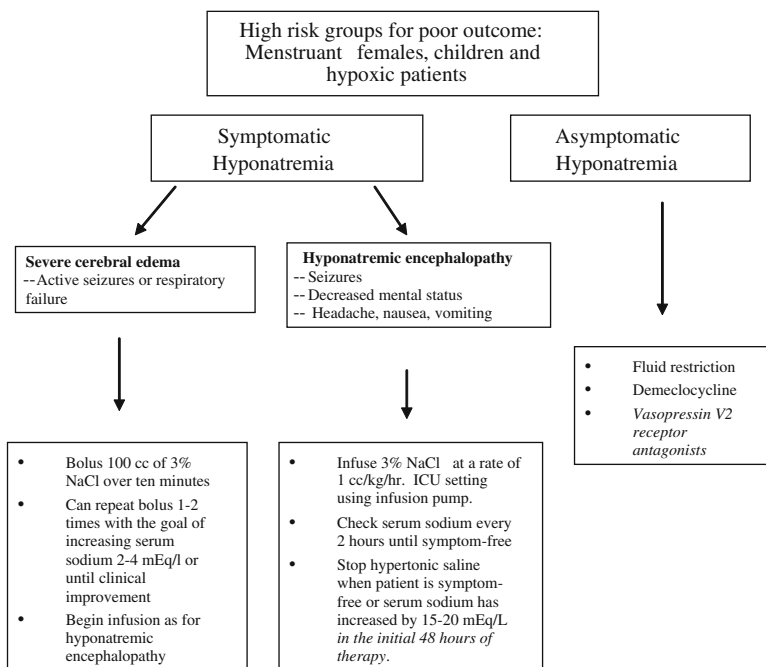 High risk groups for poor outcome:
Menstruant females, children and
hypoxic patients
Symptomatic
Hyponatremia
Asymptomatic
Hyponatremia
Severe cerebral edema
--Active seizures or respiratory
failure
Hyponatremic encephalopathy
-- Seizures
-- Decreased mental status
-- Headache, nausea, vomiting
• Fluid restriction
• Demeclocycline
• Vasopressin V2
receptor
antagonists
• Bolus 100 cc of 3%
NaCl over ten minutes
• Can repeat bolus 1-2
times with the goal of
increasing serum
sodium 2-4 mEq/l or
until clinical
improvement
• Begin infusion as for
hyponatremic
encephalopathy
• Infuse 3% NaCl at a rate of
1 cc/kg/hr. ICU setting
using infusion pump.
• Check serum sodium every
2 hours until symptom-free
• Stop hypertonic saline
when patient is symptom-
free or serum sodium has
increased by 15-20 mEq/L
in the initial 48 hours of
therapy.